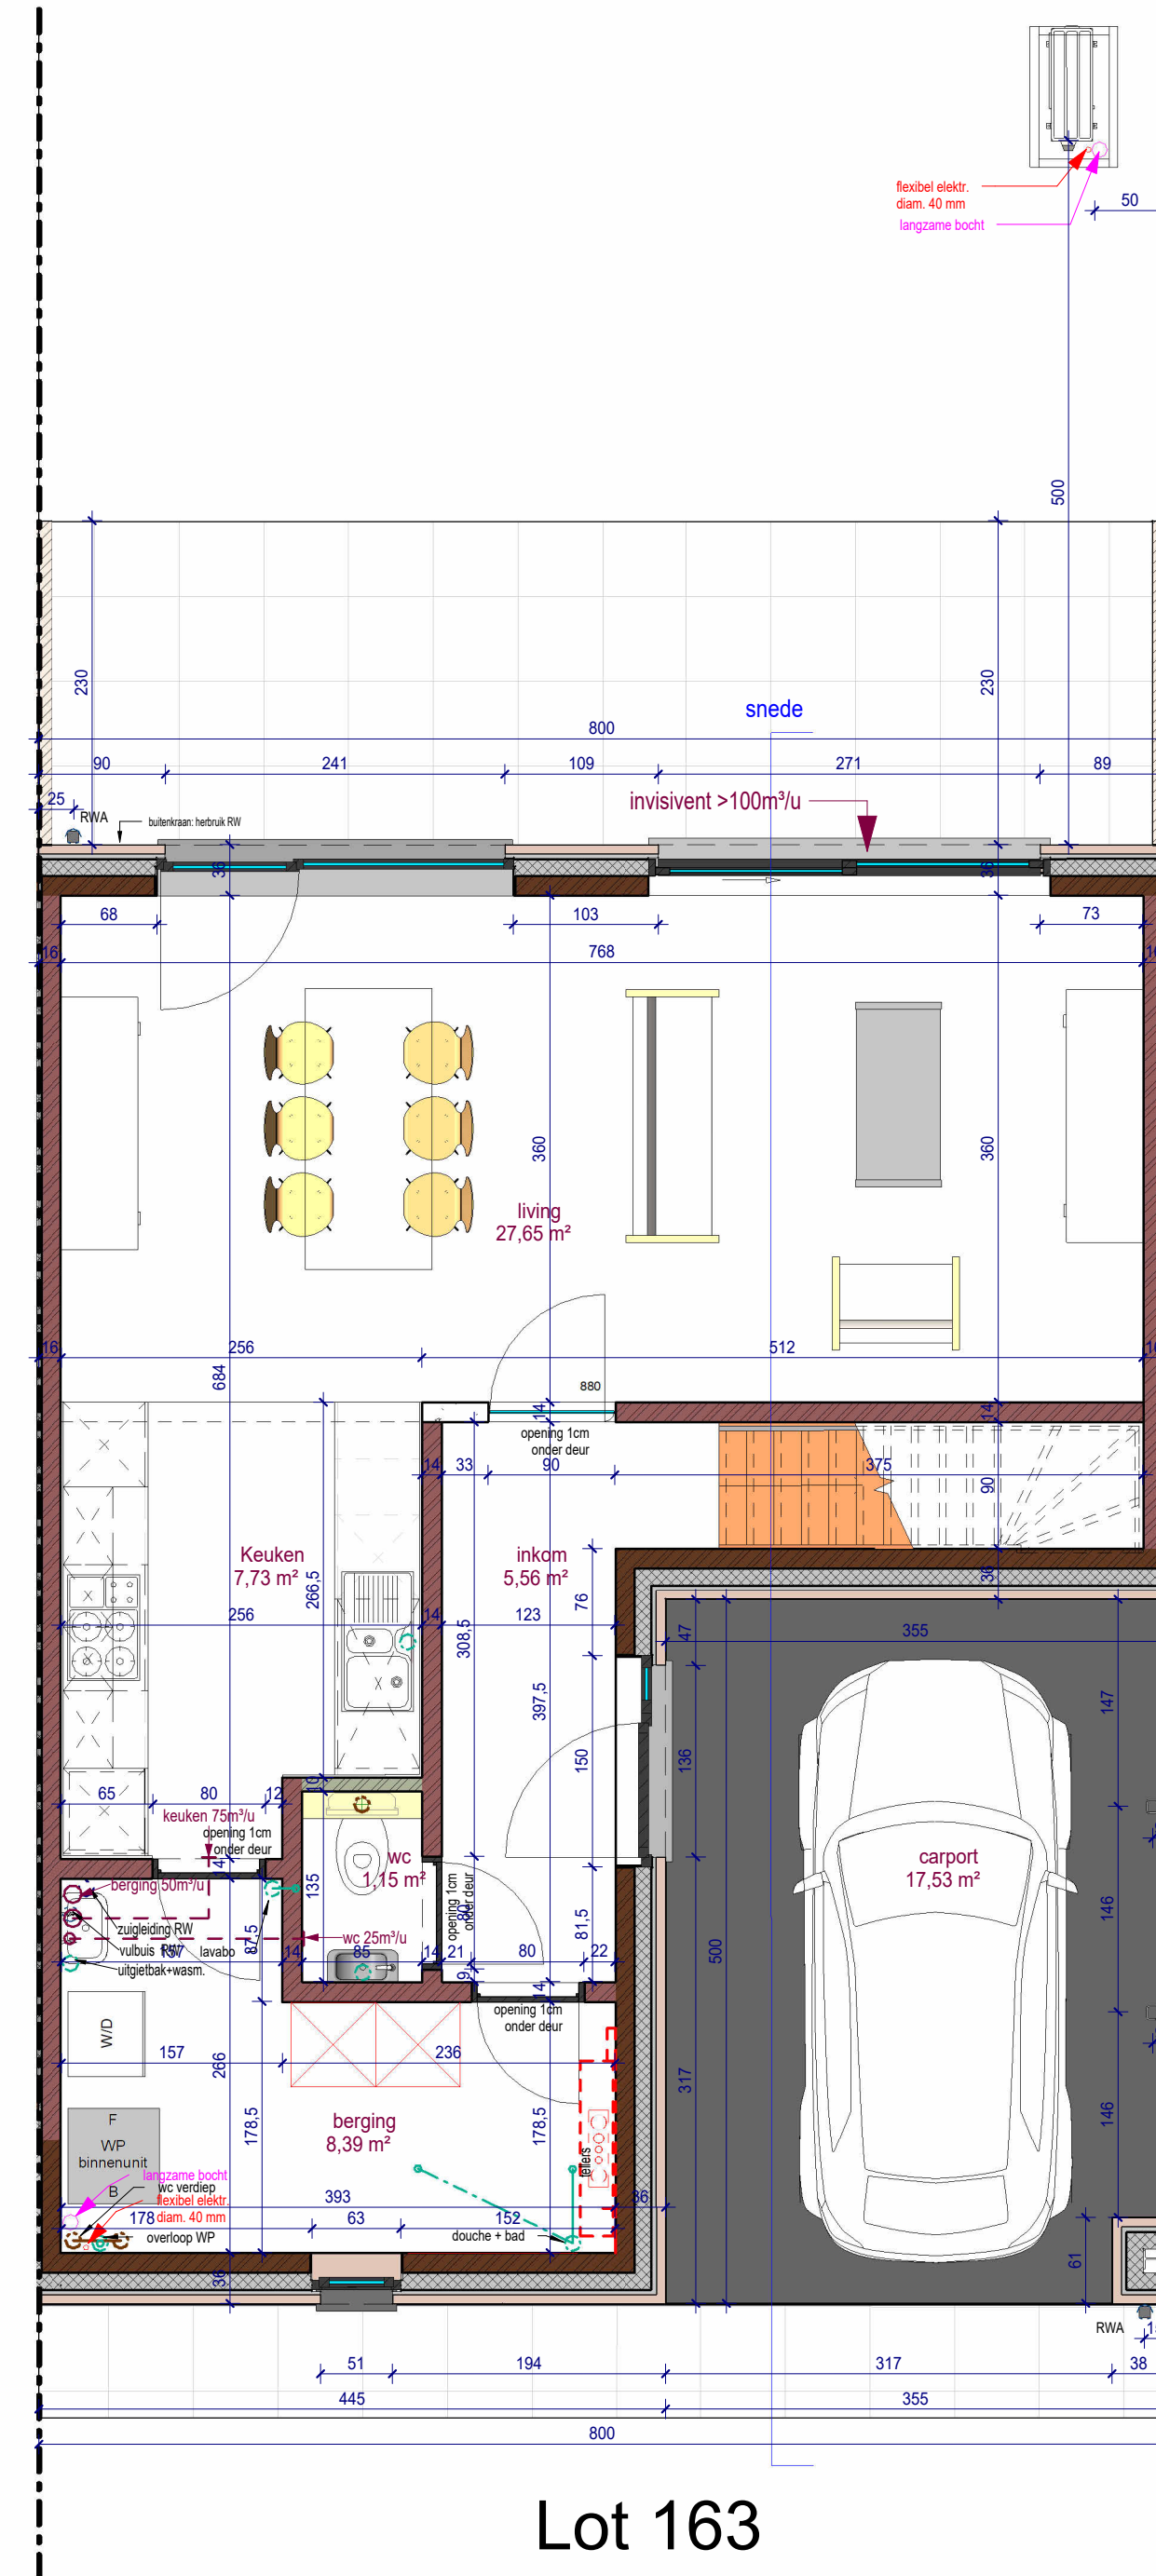 flexibel elektr.
diam. 40 mm
langzame bocht
50
500
230
230
snede
800
90
241
109
271
89
25
RWA
buitenkraan: herbruik RW
invisivent >100m³/u
36
36
68
103
73
16
768
360
360
living
27,65 m²
16
256
512
684
880
14
14
opening 1cm
onder deur
14
33
90
375
90
Keuken
7,73 m²
266,5
inkom
5,56 m²
76
36
256
14
123
308,5
47
355
397,5
147
150
136
65
80
12
10
keuken 75m³/u
opening 1cm
onder deur
14
wc
1,15 m²
135
carport
17,53 m²
berging 50m³/u
opening 1cm
onder deur
80
81,5
146
zuigleiding RW
vulbuis RW
lavabo
157
87,5
wc 25m³/u
uitgietbak+wasm.
14
85
14
21
80
22
9
14
500
opening 1cm
onder deur
W/D
157
266
236
317
178,5
178,5
146
F
WP
binnenunit
B
berging
8,39 m²
tellers
langzame bocht
wc verdiep
flexibel elektr.
diam. 40 mm
overloop WP
393
36
178
63
152
douche + bad
61
36
RWA
51
194
317
38
445
355
800
Lot 163